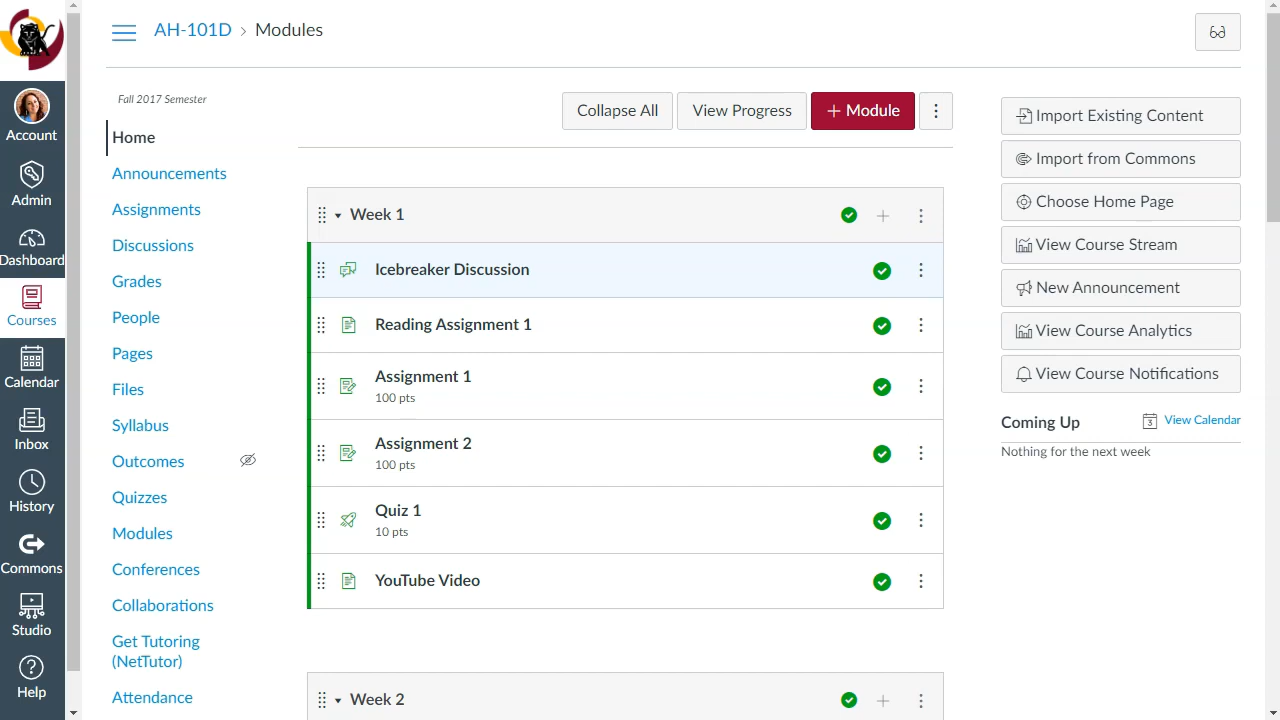 AH-101D › Modules
Account
Admin
Dashboard
Courses
Calendar
Inbox
History
Commons
Studio
Help
Fall 2017 Semester
Home
Announcements
Assignments
Discussions
Grades
People
Pages
Files
Syllabus
Outcomes
Quizzes
Modules
Conferences
Collaborations
Get Tutoring
(NetTutor)
Attendance
Collapse All
View Progress
+ Module
Week 1
Icebreaker Discussion
Reading Assignment 1
Assignment 1
100 pts
Assignment 2
100 pts
Quiz 1
10 pts
YouTube Video
Week 2
Import Existing Content
Import from Commons
Choose Home Page
View Course Stream
New Announcement
View Course Analytics
View Course Notifications
Coming Up
3 View Calendar
Nothing for the next week